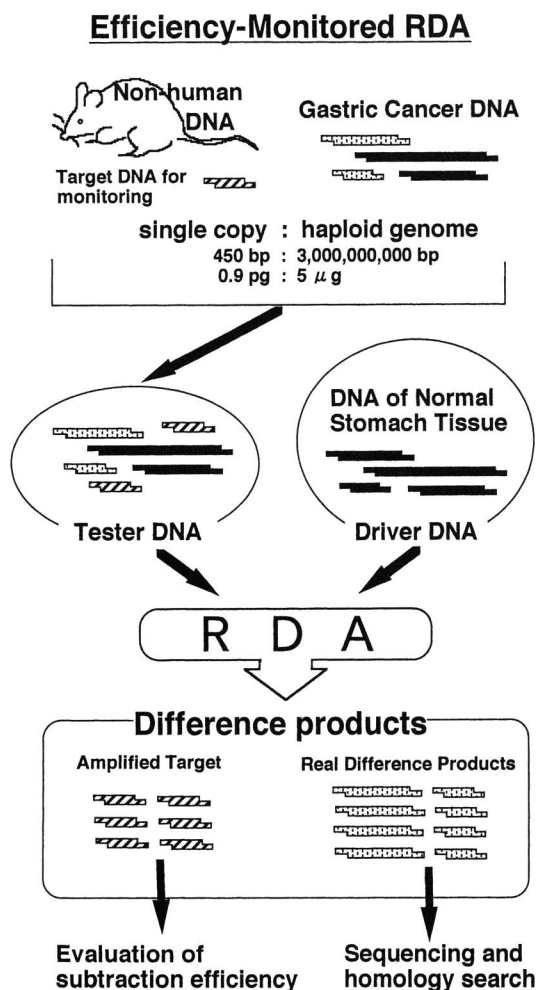 Efficiency-Monitored RDA
Non-human
DNA
Gastric Cancer DNA
Target DNA for
monitoring
single copy : haploid genome
450 bp : 3,000,000,000 bp
0.9 pg : 5 μg
DNA of Normal
Stomach Tissue
Tester DNA
Driver DNA
R D A
Difference products
Amplified Target
Real Difference Products
Evaluation of
subtraction efficiency
Sequencing and
homology search